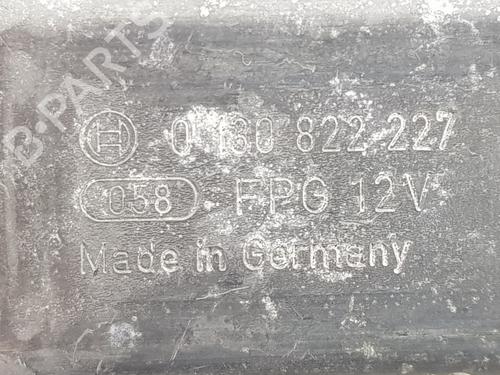 B-PARTS
0 130 822 227
058 FPG 12V
Made in Germany